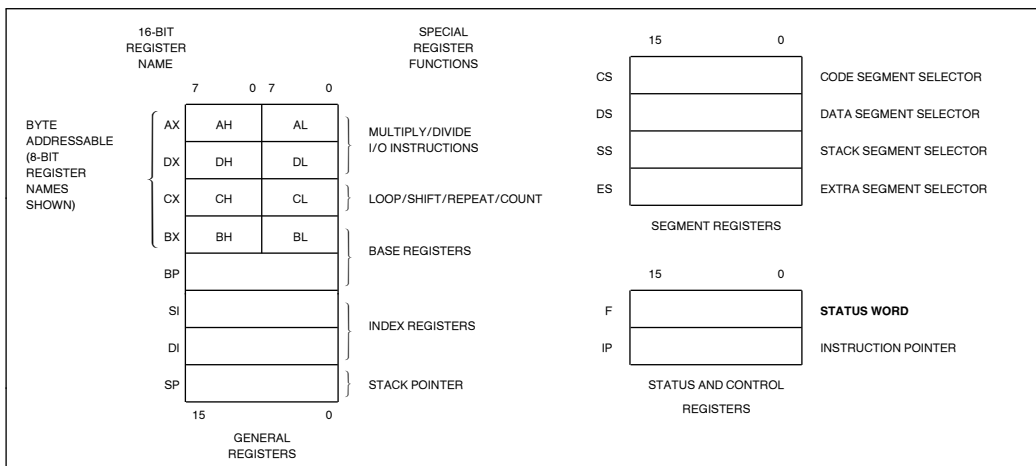 16-BIT
REGISTER
NAME
SPECIAL
REGISTER
FUNCTIONS
7 0 7 0
BYTE
ADDRESSABLE
(8-BIT
REGISTER
NAMES
SHOWN)
AX AH AL
DX DH DL
MULTIPLY/DIVIDE
I/O INSTRUCTIONS
CX CH CL LOOP/SHIFT/REPEAT/COUNT
BX BH BL
BP
BASE REGISTERS
SI
DI
INDEX REGISTERS
SP STACK POINTER
15 0
GENERAL
REGISTERS
15 0
CS CODE SEGMENT SELECTOR
DS DATA SEGMENT SELECTOR
SS STACK SEGMENT SELECTOR
ES EXTRA SEGMENT SELECTOR
SEGMENT REGISTERS
15 0
F STATUS WORD
IP INSTRUCTION POINTER
STATUS AND CONTROL
REGISTERS